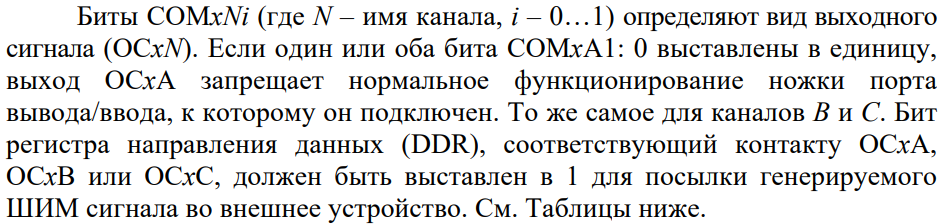 Биты COMxNi (где N – имя канала, i – 0…1) определяют вид выходного
сигнала (OCxN). Если один или оба бита COMxA1: 0 выставлены в единицу,
выход OCxA запрещает нормальное функционирование ножки порта
вывода/ввода, к которому он подключен. То же самое для каналов B и C. Бит
регистра направления данных (DDR), соответствующий контакту OCxA,
OCxB или OCxC, должен быть выставлен в 1 для посылки генерируемого
ШИМ сигнала во внешнее устройство. См. Таблицы ниже.